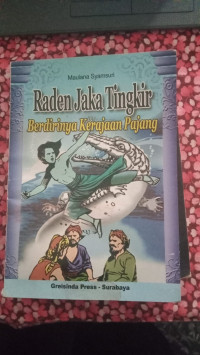 Maulana Syamsuri
Raden Jaka Tingkir
Berdirinya Kerajaan Pajang
Greisinda Press - Surabaya